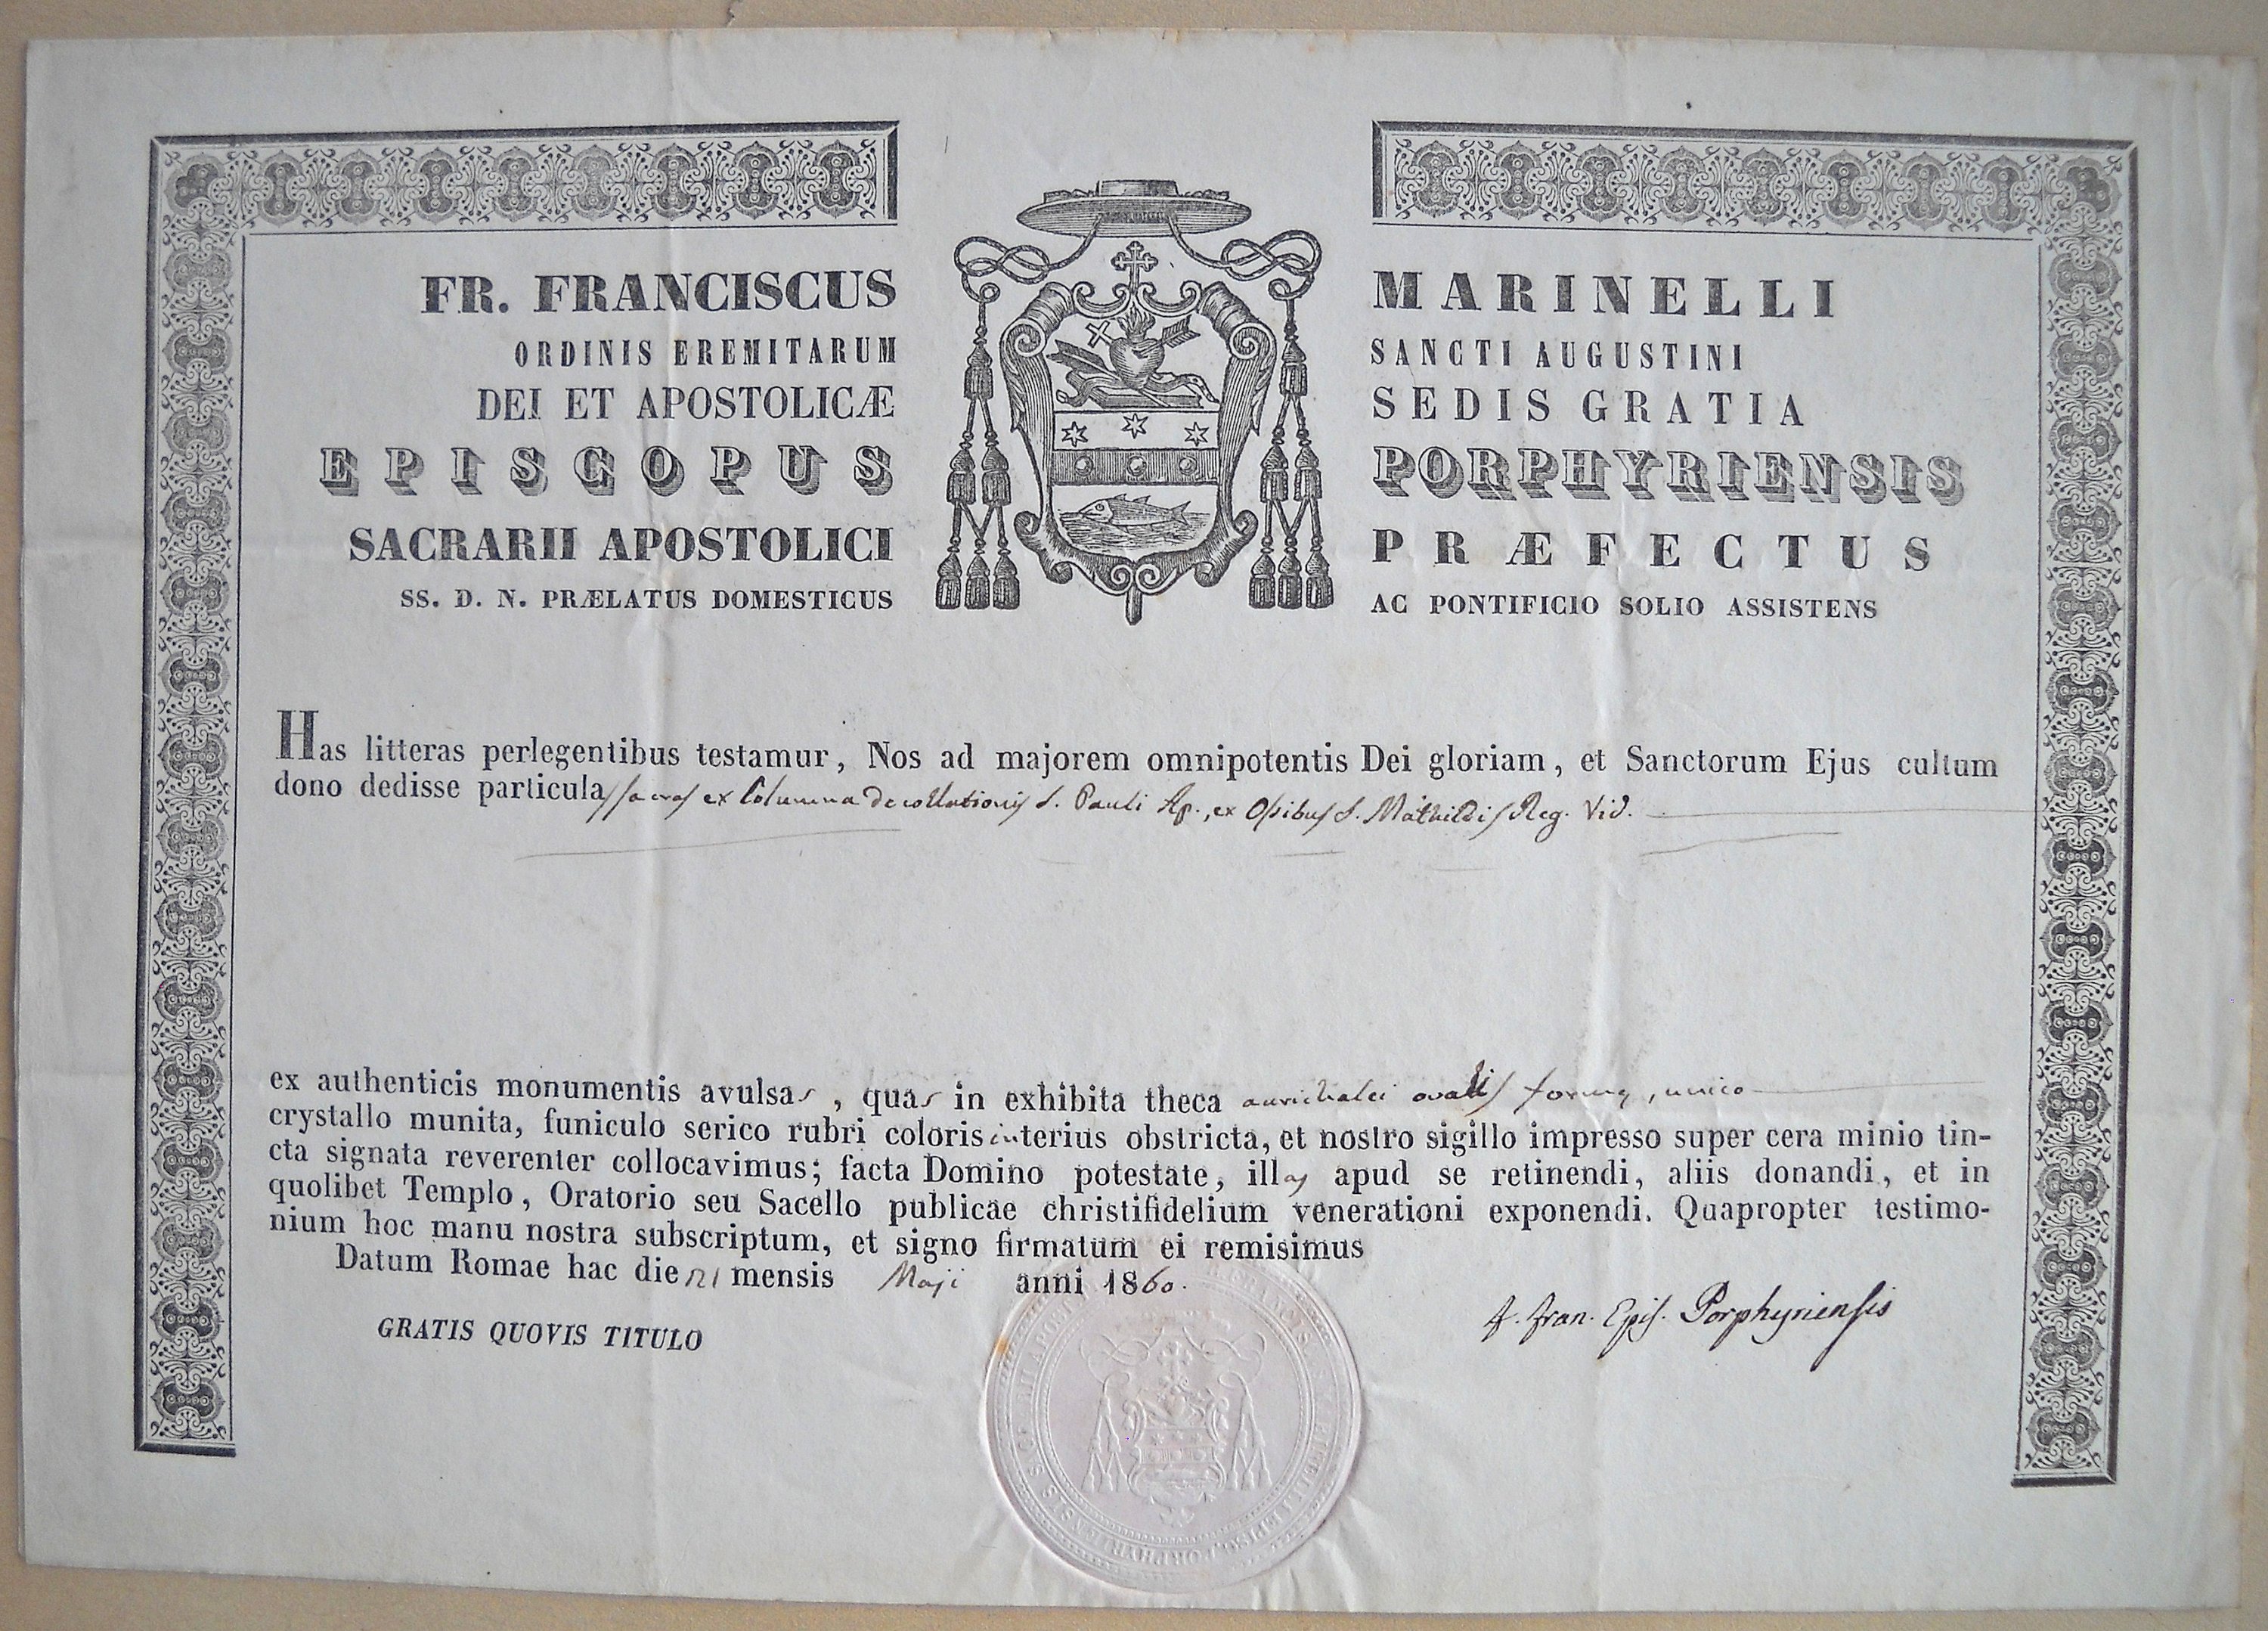 FR. FRANCISCUS MARINELLI
ORDINIS EREMITARUM SANCTI AUGUSTINI
DEI ET APOSTOLICÆ SEDIS GRATIA
EPISCOPUS PORPHYRIENSIS
SACRARII APOSTOLICI PRÆFECTUS
SS. D. N. PRÆLATUS DOMESTICUS AC PONTIFICIO SOLIO ASSISTENS
Has litteras perlegentibus testamur, Nos ad majorem omnipotentis Dei gloriam, et Sanctorum Ejus cultum
dono dedisse particulas sacras ex Columna Decollationis S. Pauli Ap., ex Ossibus S. Mathildis Reg. Vid.
ex authenticis monumentis avulsas, quas in exhibita theca aurichalci ovalis formæ, unico
crystallo munita, funiculo serico rubri coloris interius obstricta, et nostro sigillo impresso super cera minio tin-
cta signata reverenter collocavimus; facta Domino potestate, illas apud se retinendi, aliis donandi, et in
quolibet Templo, Oratorio seu Sacello publicae christifidelium venerationi exponendi. Quapropter testimo-
nium hoc manu nostra subscriptum, et signo firmatum ei remisimus
Datum Romae hac die mensis Maji anni 1860.
GRATIS QUOVIS TITULO
F. Fran. Epis. Porphyriensis